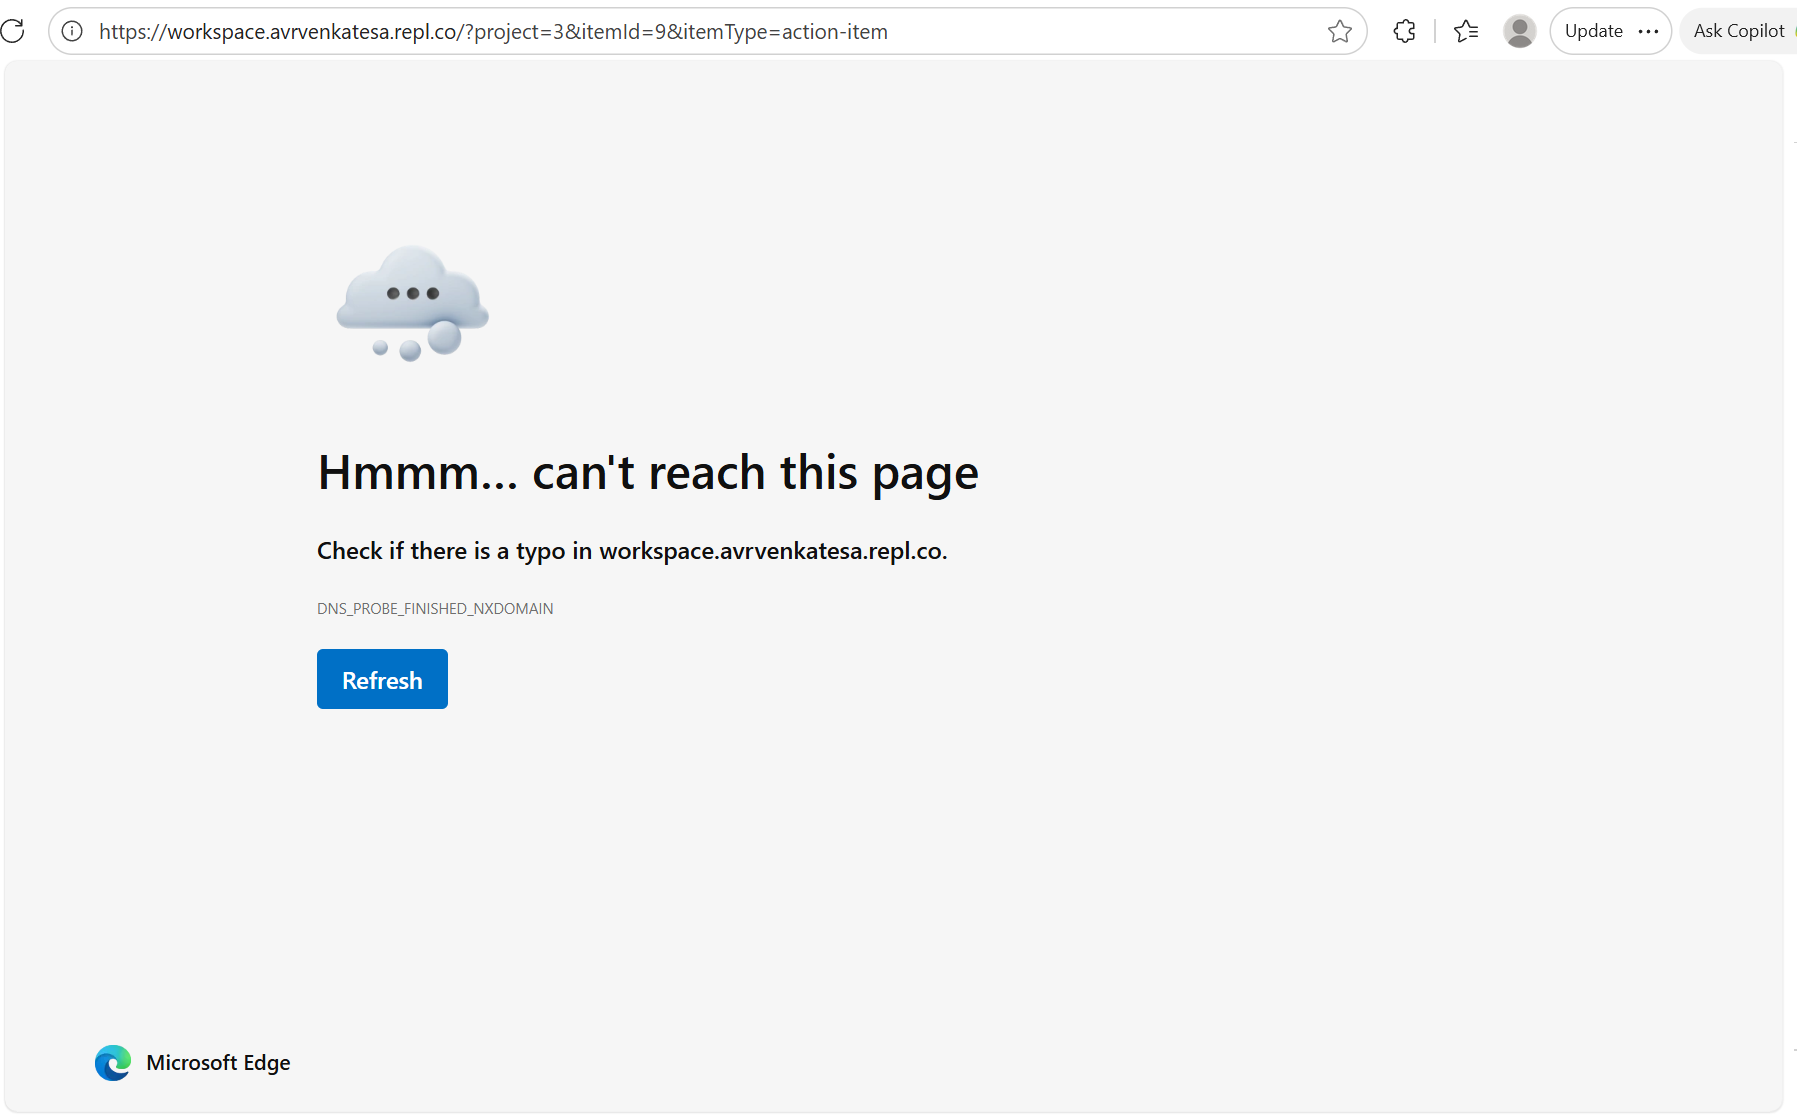 https://workspace.avrvenkatesa.repl.co/?project=3&itemId=9&itemType=action-item
Update
Ask Copilot
Hmmm... can't reach this page
Check if there is a typo in workspace.avrvenkatesa.repl.co.
DNS_PROBE_FINISHED_NXDOMAIN
Refresh
Microsoft Edge